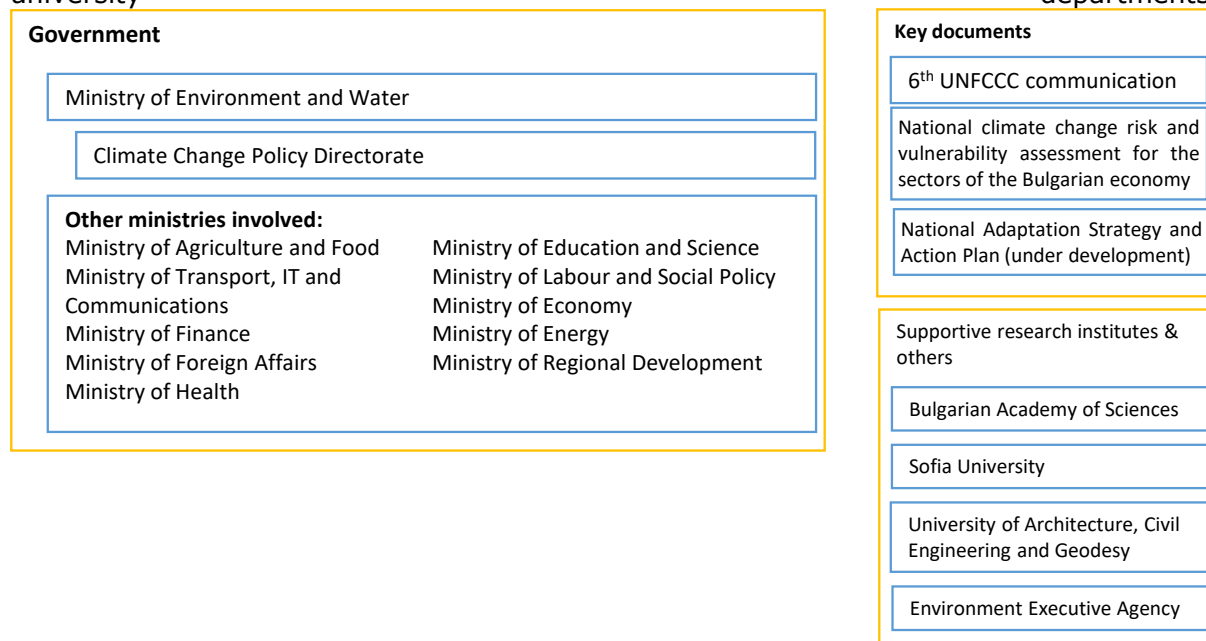 university
departments
Government
Ministry of Environment and Water
Climate Change Policy Directorate
Other ministries involved:
Ministry of Agriculture and Food
Ministry of Transport, IT and
Communications
Ministry of Finance
Ministry of Foreign Affairs
Ministry of Health
Ministry of Education and Science
Ministry of Labour and Social Policy
Ministry of Economy
Ministry of Energy
Ministry of Regional Development
Key documents
6th UNFCCC communication
National climate change risk and
vulnerability assessment for the
sectors of the Bulgarian economy
National Adaptation Strategy and
Action Plan (under development)
Supportive research institutes &
others
Bulgarian Academy of Sciences
Sofia University
University of Architecture, Civil
Engineering and Geodesy
Environment Executive Agency